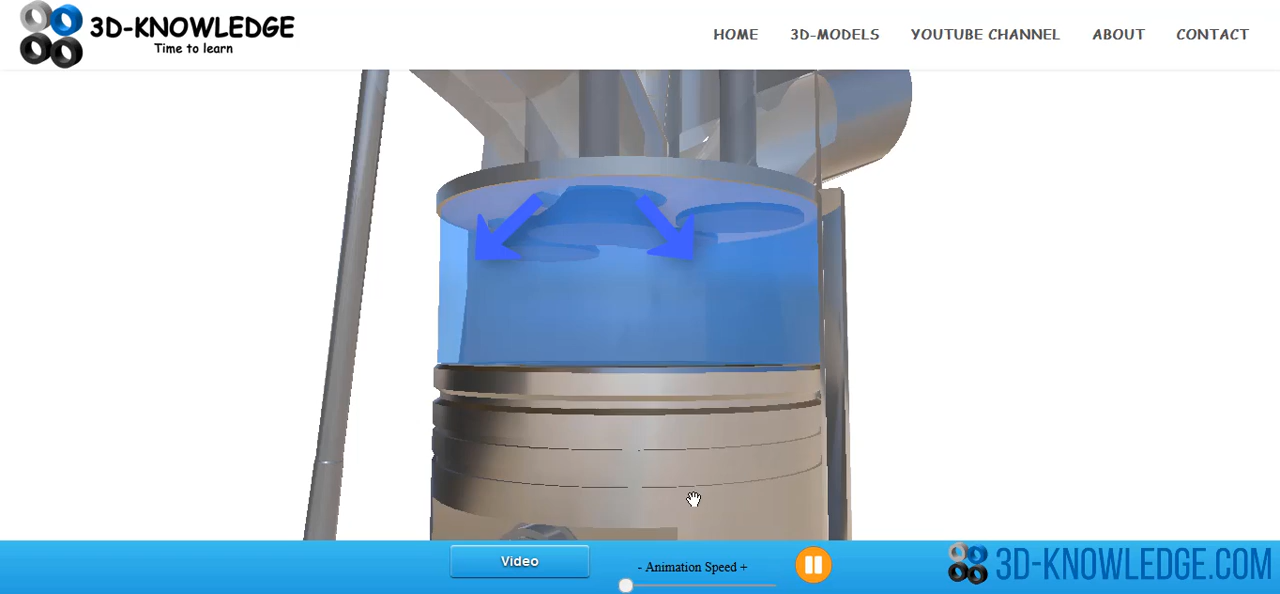 3D-KNOWLEDGE
Time to learn
HOME 3D-MODELS YOUTUBE CHANNEL ABOUT CONTACT
Video
- Animation Speed +
3D-KNOWLEDGE.COM